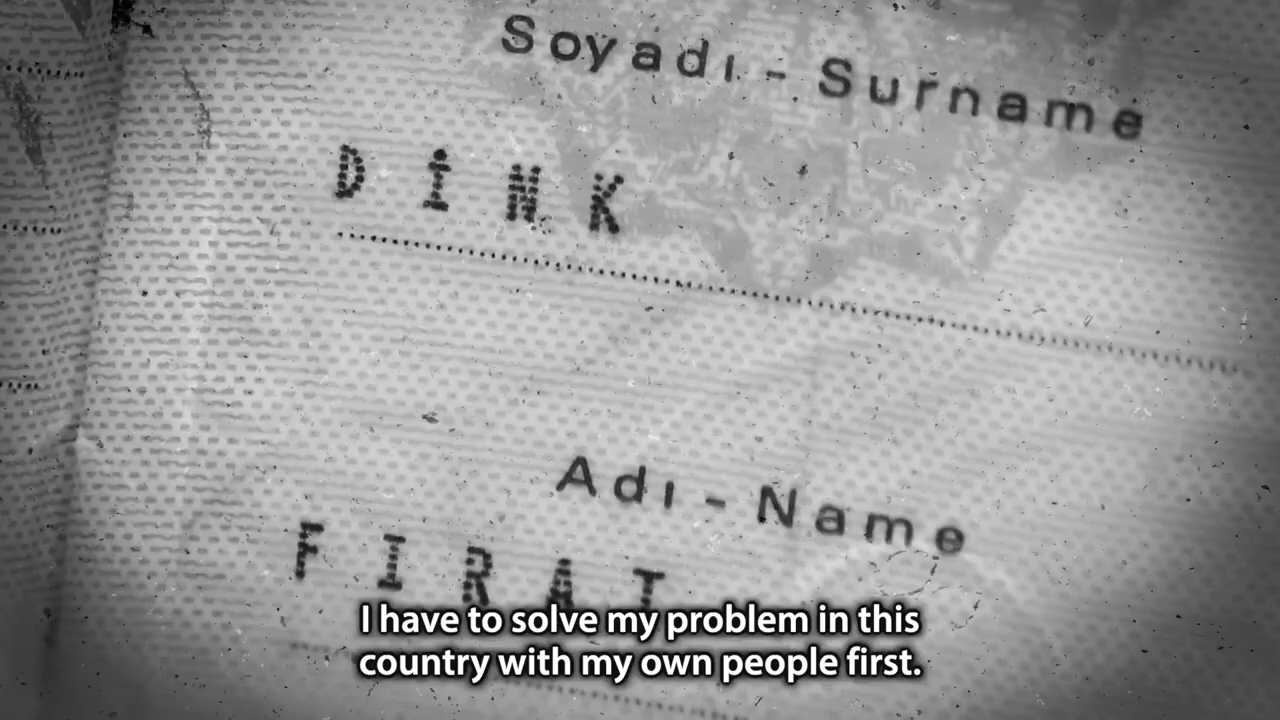 Soyadı - Surname
DİNK
Adı - Name
FIRAT
I have to solve my problem in this
country with my own people first.